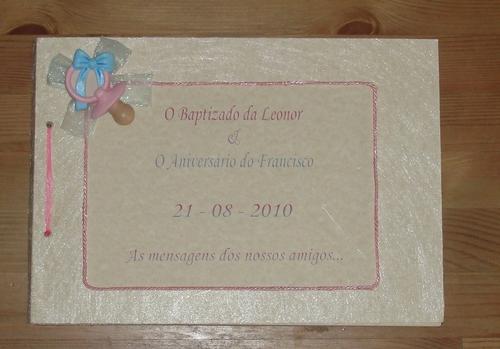 O Baptizado da Leonor
&
O Aniversário do Francisco
21 - 08 - 2010
As mensagens dos nossos amigos...